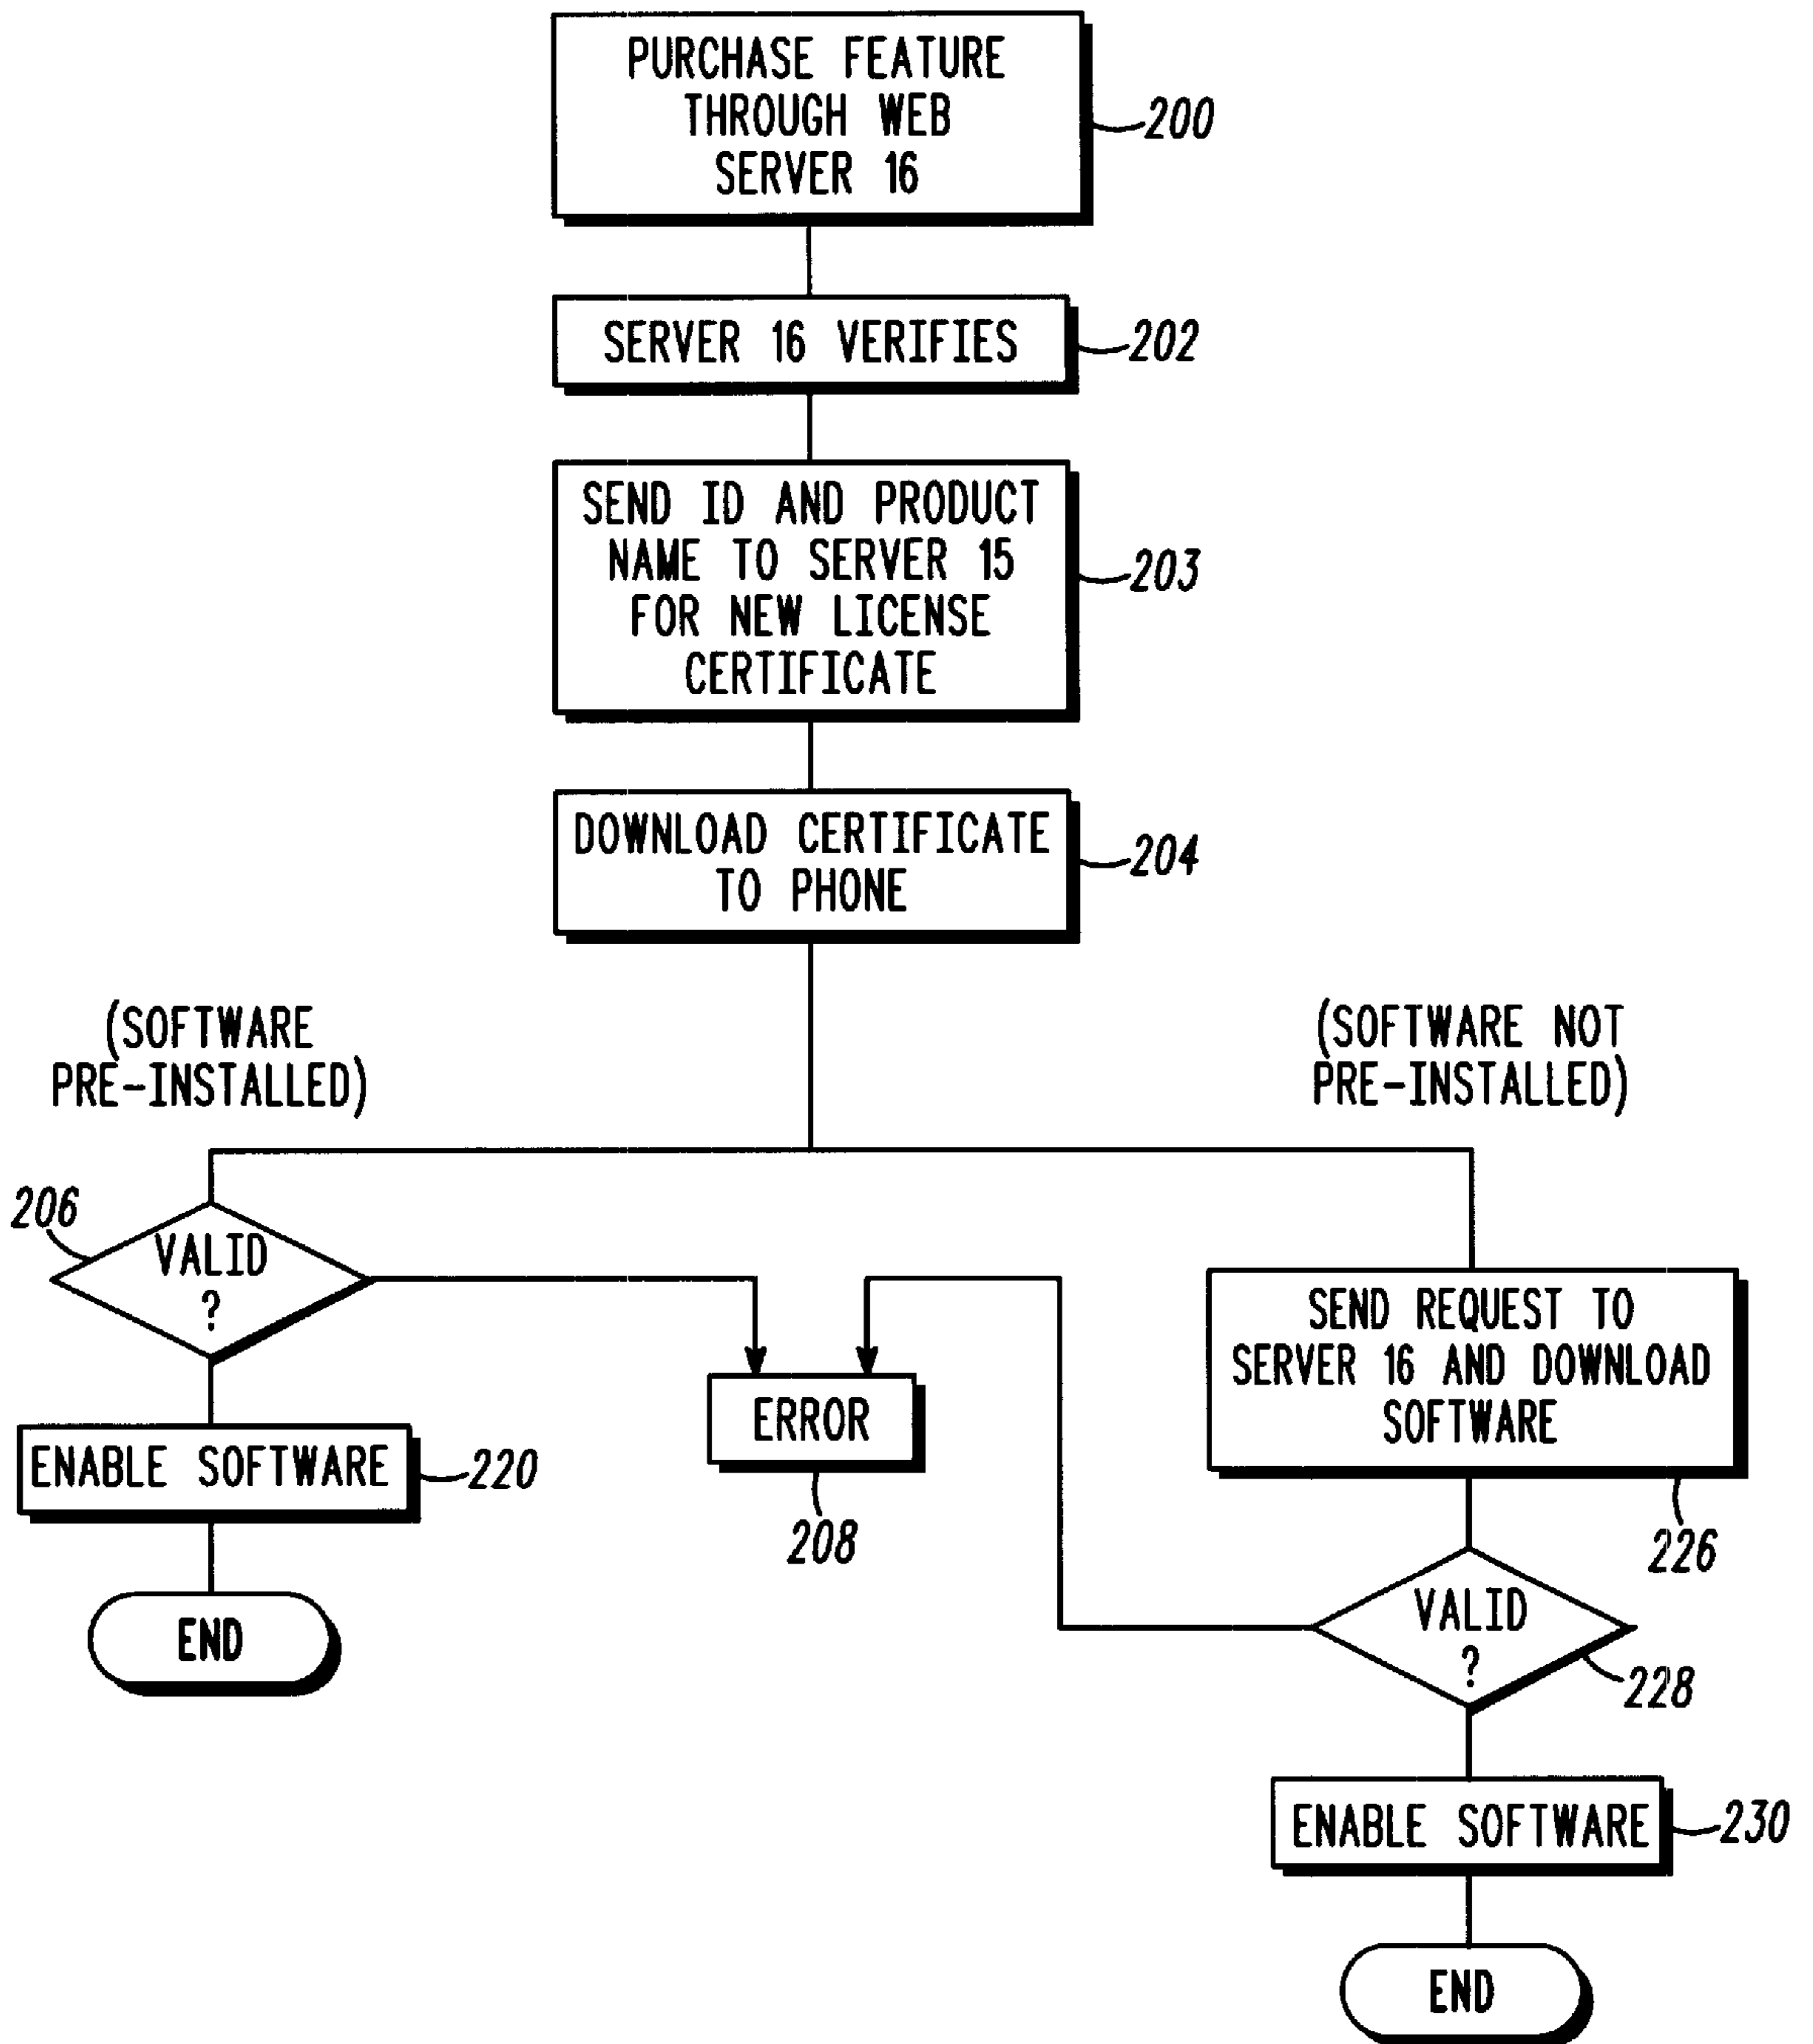 PURCHASE FEATURE
THROUGH WEB
SERVER 16
200
SERVER 16 VERIFIES
202
SEND ID AND PRODUCT
NAME TO SERVER 15
FOR NEW LICENSE
CERTIFICATE
203
DOWNLOAD CERTIFICATE
TO PHONE
204
(SOFTWARE
PRE-INSTALLED)
(SOFTWARE NOT
PRE-INSTALLED)
206
VALID
?
ERROR
208
ENABLE SOFTWARE
220
END
SEND REQUEST TO
SERVER 16 AND DOWNLOAD
SOFTWARE
226
VALID
?
228
ENABLE SOFTWARE
230
END